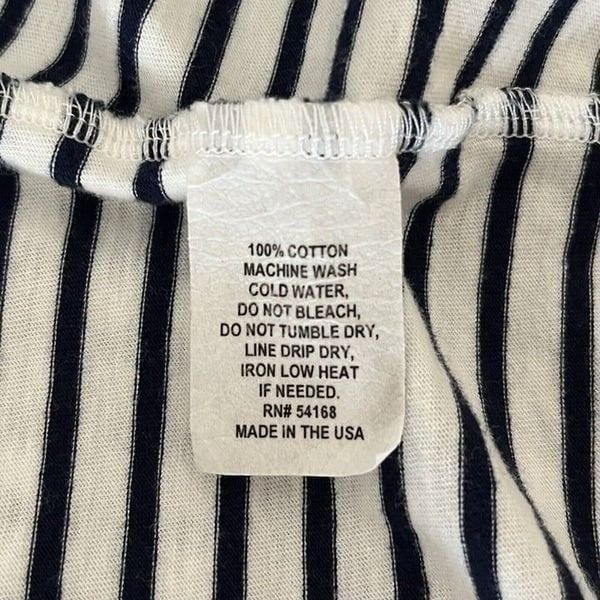 100% COTTON
MACHINE WASH
COLD WATER,
DO NOT BLEACH,
DO NOT TUMBLE DRY,
LINE DRIP DRY,
IRON LOW HEAT
IF NEEDED.
RN# 54168
MADE IN THE USA